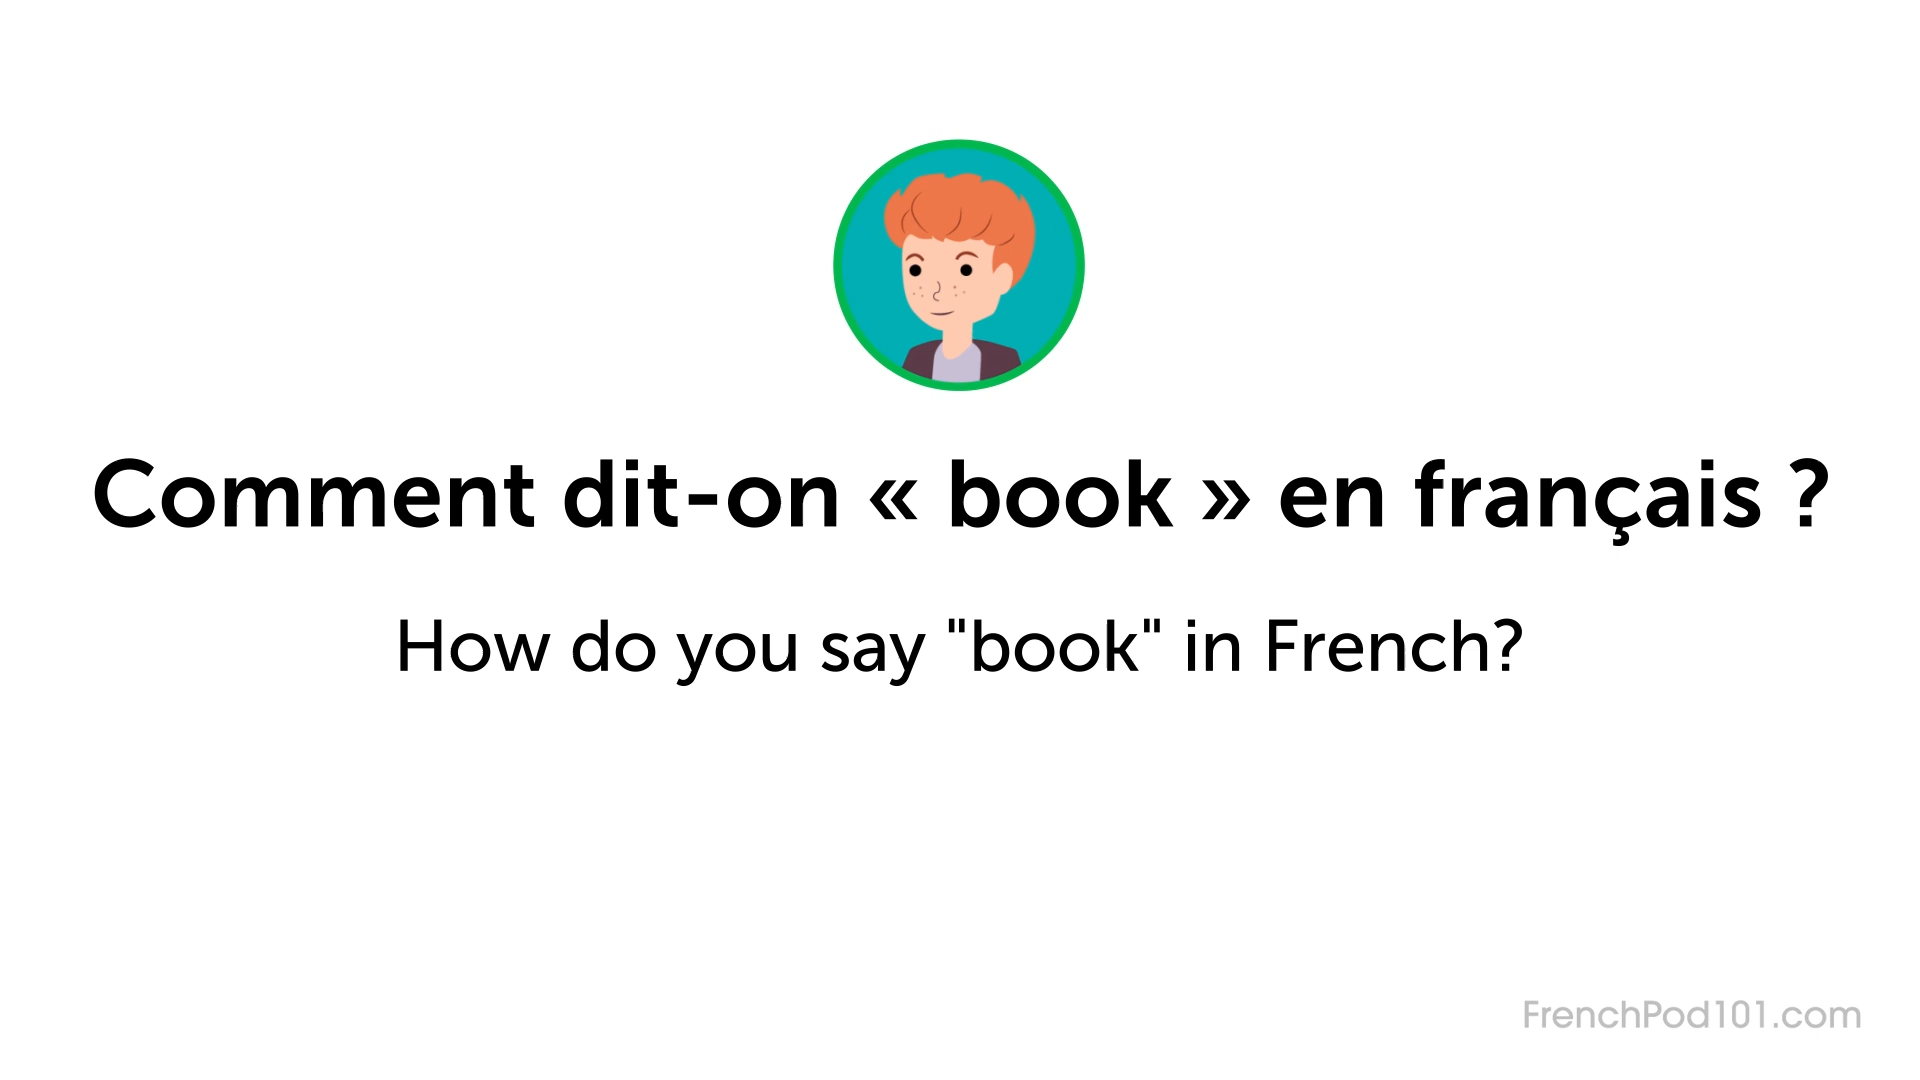 Comment dit-on « book » en français ?
How do you say "book" in French?
FrenchPod101.com